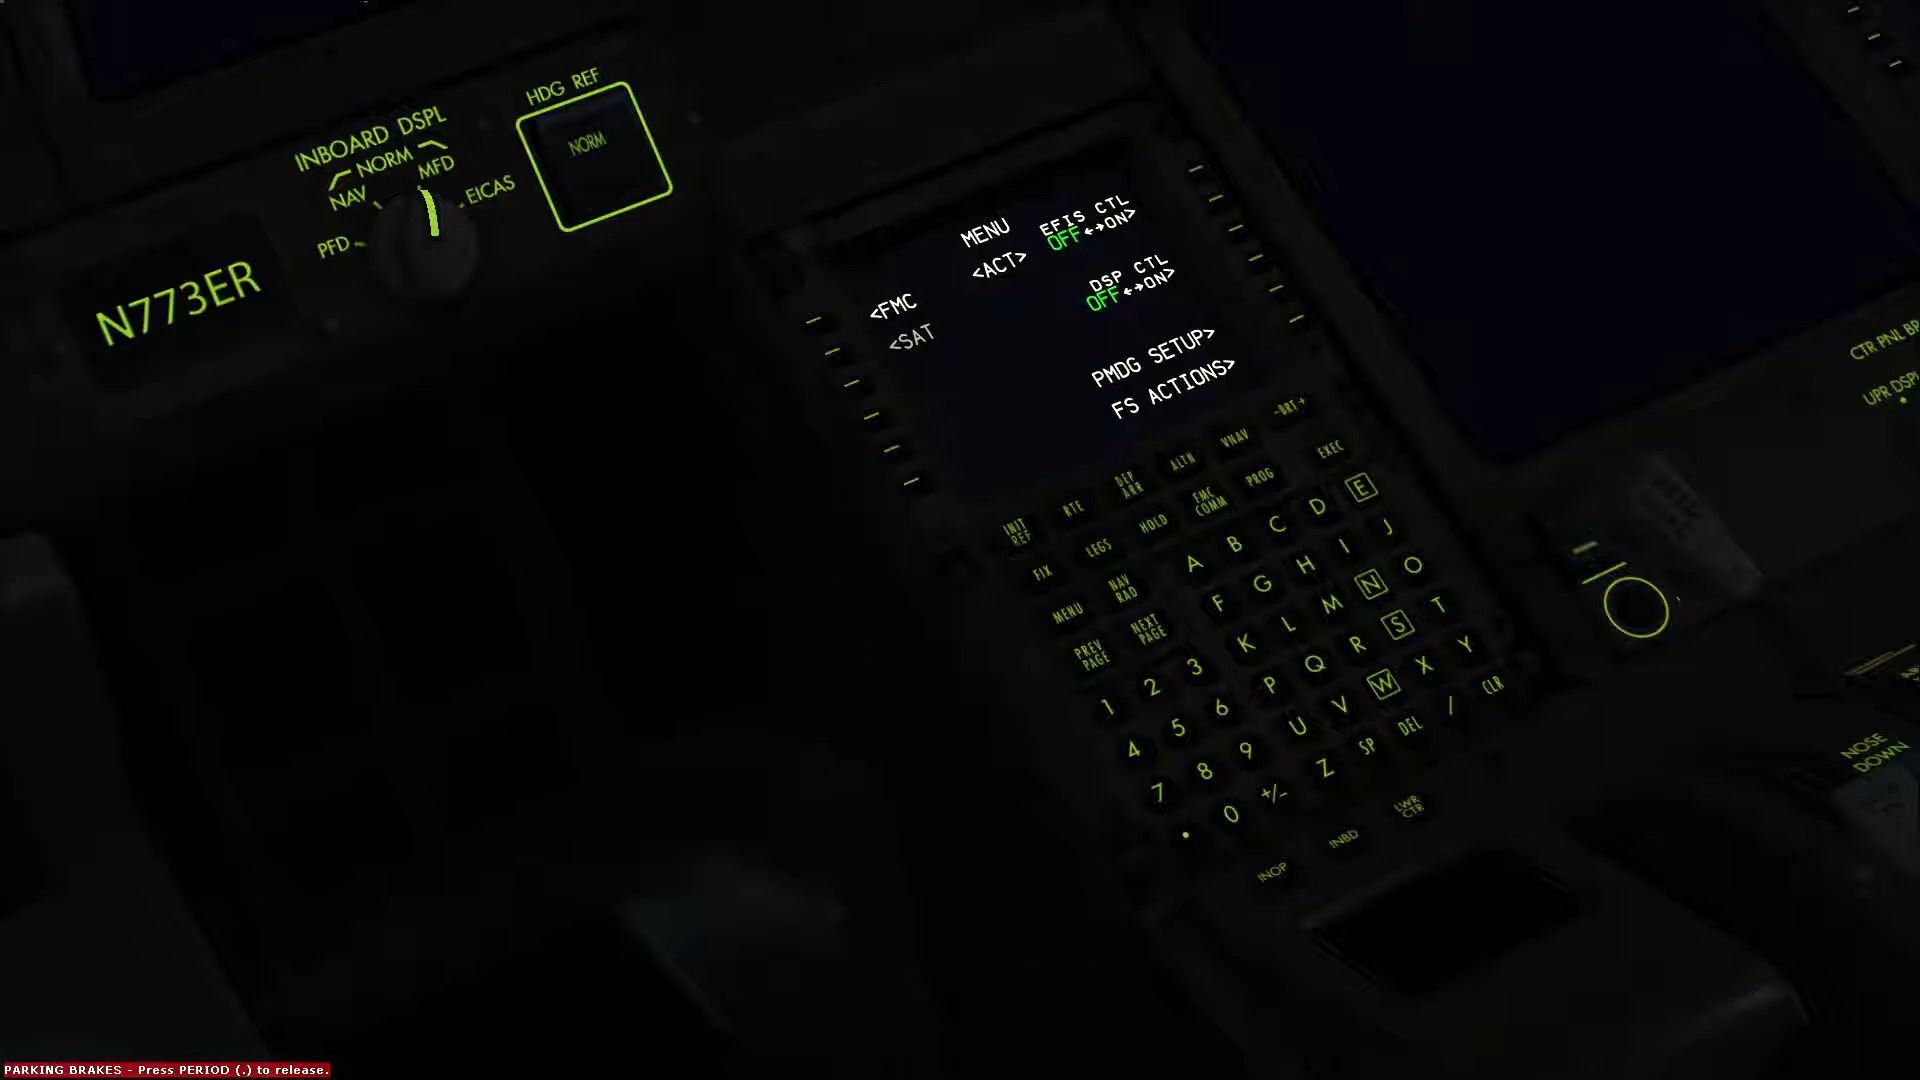 HDG REF
NORM
INBOARD DSPL
NORM
NAV
MFD
EICAS
PFD
N773ER
MENU
EFIS CTL
OFF←→ON>
<ACT>
<FMC
DSP CTL
OFF←→ON>
<SAT
PMDG SETUP>
FS ACTIONS>
-BRT+
INIT REF
RTE
DEP ARR
ALTN
VNAV
EXEC
FIX
LEGS
HOLD
FMC COMM
PROG
MENU
NAV RAD
PREV PAGE
NEXT PAGE
A B C D E
F G H I J
K L M N O
P Q R S T
U V W X Y
Z SP DEL / CLR
1 2 3
4 5 6
7 8 9
. 0 +/-
INOP
INBD
LWR CTR
CTR PNL BR
UPR DSPL
NOSE DOWN
PARKING BRAKES - Press PERIOD (.) to release.